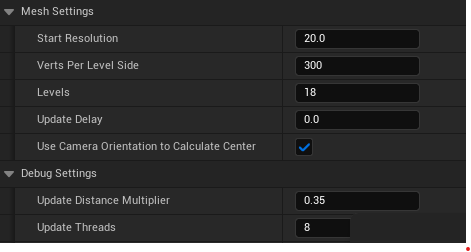 Mesh Settings
Start Resolution 20.0
Verts Per Level Side 300
Levels 18
Update Delay 0.0
Use Camera Orientation to Calculate Center
Debug Settings
Update Distance Multiplier 0.35
Update Threads 8